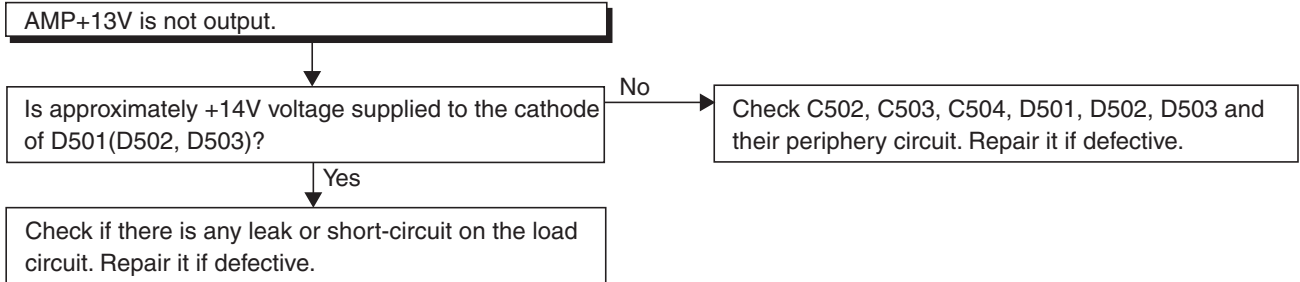 AMP+13V is not output.
No
Is approximately +14V voltage supplied to the cathode
of D501(D502, D503)?
Check C502, C503, C504, D501, D502, D503 and
their periphery circuit. Repair it if defective.
Yes
Check if there is any leak or short-circuit on the load
circuit. Repair it if defective.